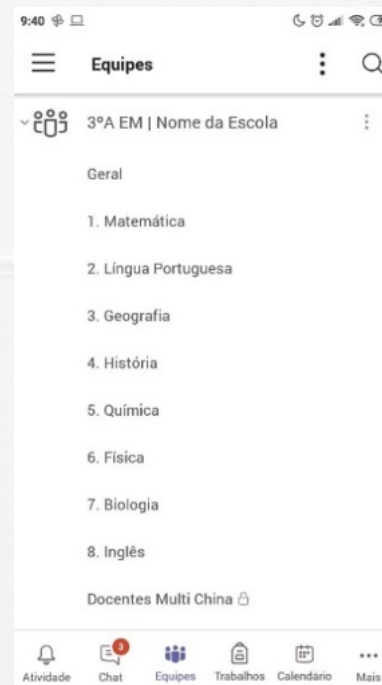 9:40
Equipes
3ºA EM | Nome da Escola
Geral
1. Matemática
2. Língua Portuguesa
3. Geografia
4. História
5. Química
6. Física
7. Biologia
8. Inglês
Docentes Multi China
3
Atividade Chat Equipes Trabalhos Calendário Mais